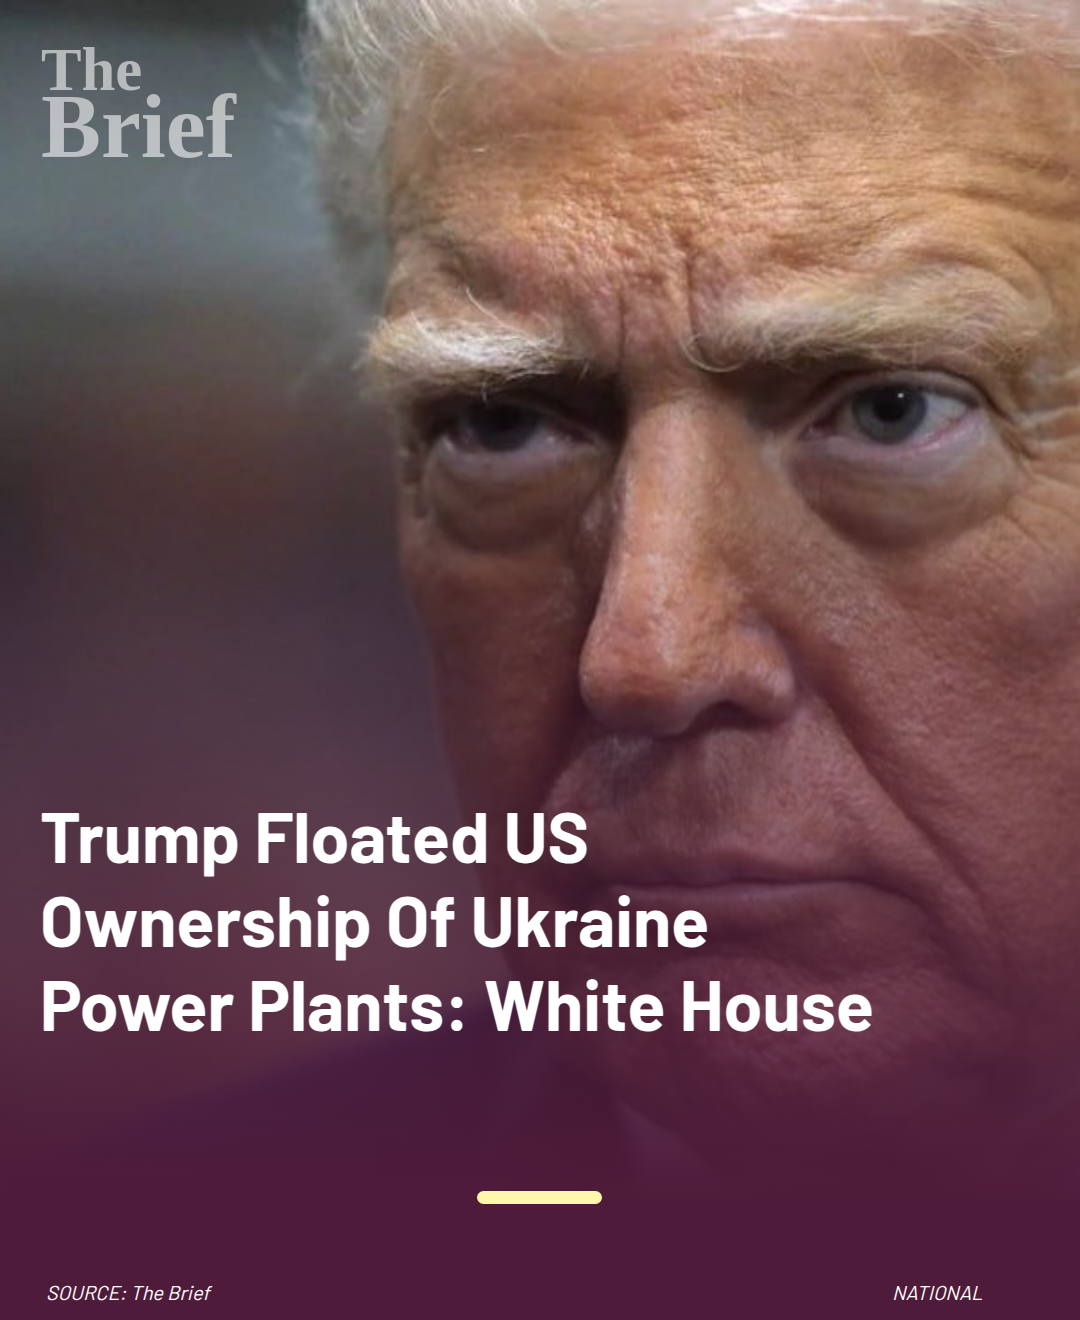 The
Brief
Trump Floated US
Ownership Of Ukraine
Power Plants: White House
SOURCE: The Brief
NATIONAL